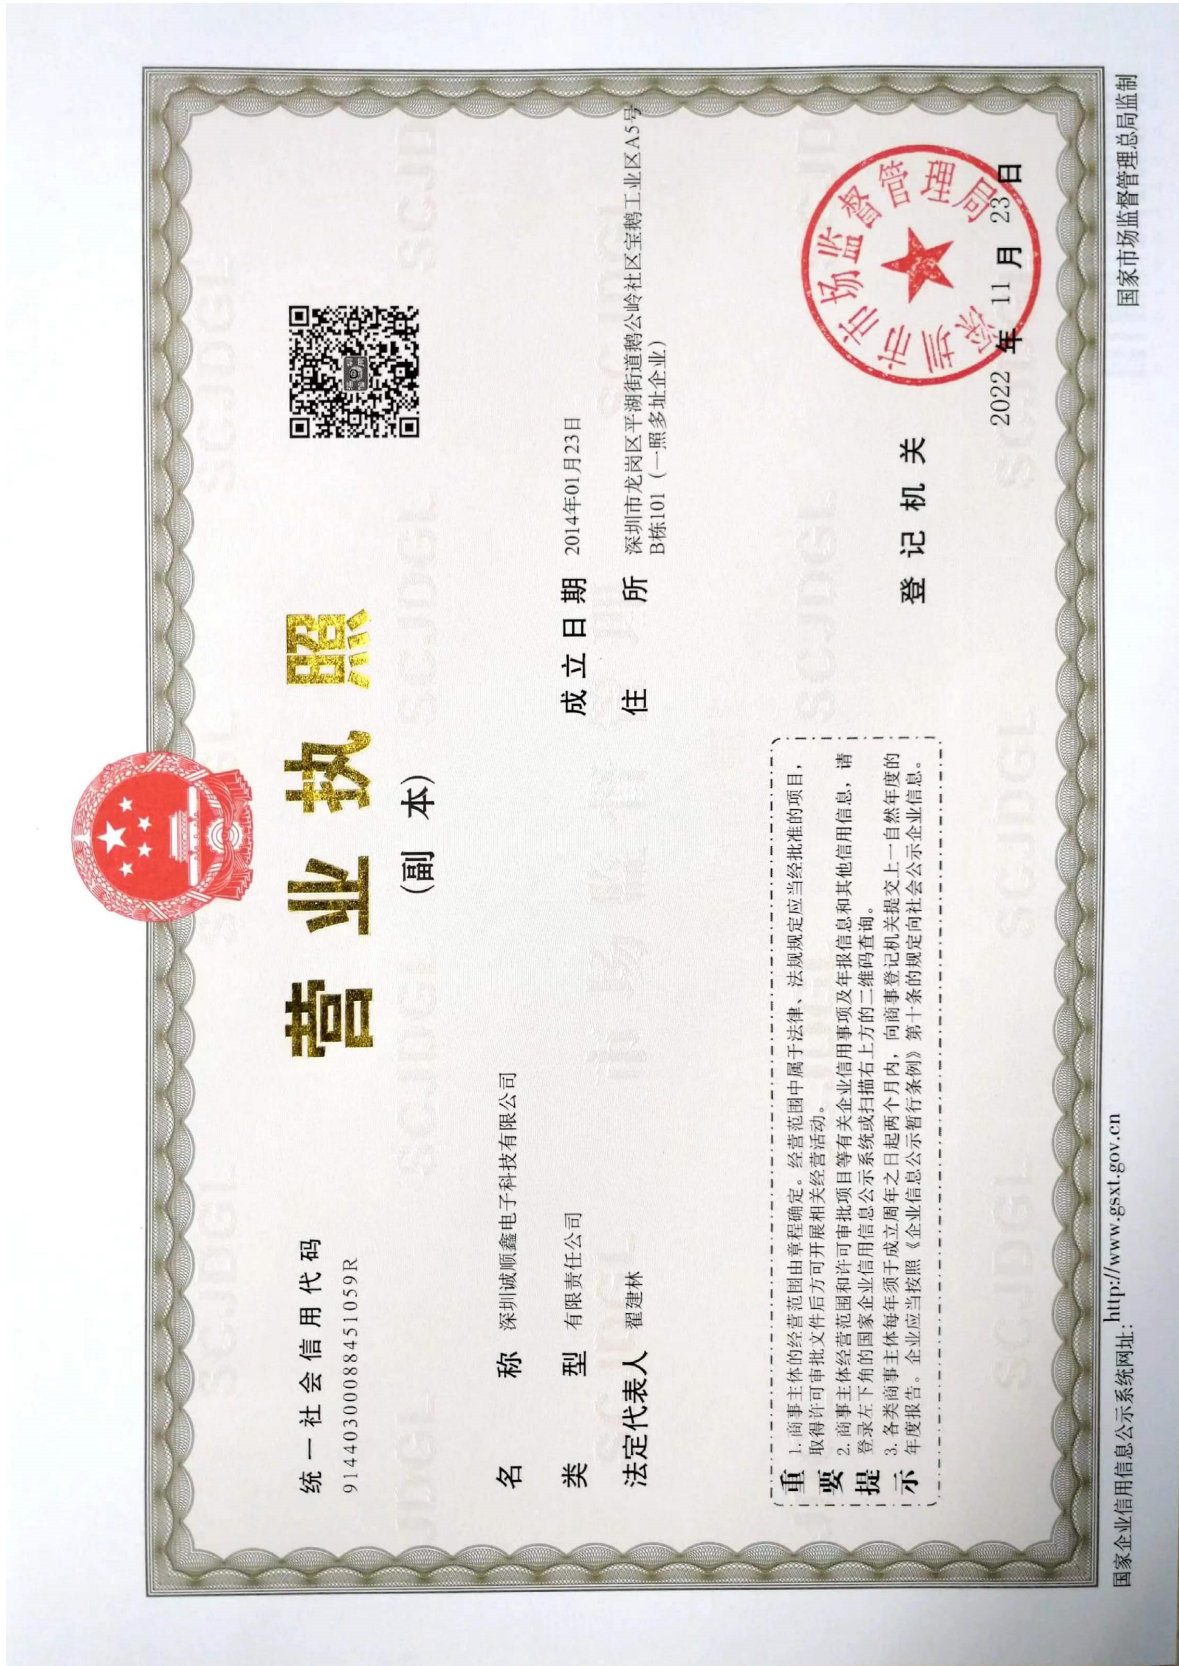 营业执照
(副 本)
统一社会信用代码
91440300088451059R
名 称 深圳诚顺鑫电子科技有限公司
类 型 有限责任公司
法定代表人 翟建林
成立日期 2014年01月23日
住 所 深圳市龙岗区平湖街道鹅公岭社区宝鹅工业区A5号
B栋101（一照多址企业）
重要提示
1. 商事主体的经营范围由章程确定。经营范围中属于法律、法规规定应当经批准的项目，
取得许可审批文件后方可开展相关经营活动。
2. 商事主体经营范围和许可审批项目等有关企业信用事项及年报信息和其他信用信息，请
登录左下角的国家企业信用信息公示系统或扫描右上方的二维码查询。
3. 各类商事主体每年须于成立周年之日起两个月内，向商事登记机关提交上一自然年度的
年度报告。企业应当按照《企业信息公示暂行条例》第十条的规定向社会公示企业信息。
登记机关
深圳市市场监督管理局
2022 年 11 月 23 日
国家企业信用信息公示系统网址：http://www.gsxt.gov.cn
国家市场监督管理总局监制
SCJDGL